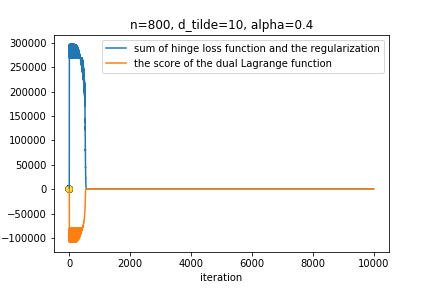 n=800, d_tilde=10, alpha=0.4
sum of hinge loss function and the regularization
the score of the dual Lagrange function
300000
250000
200000
150000
100000
50000
0
−50000
−100000
0 2000 4000 6000 8000 10000
iteration